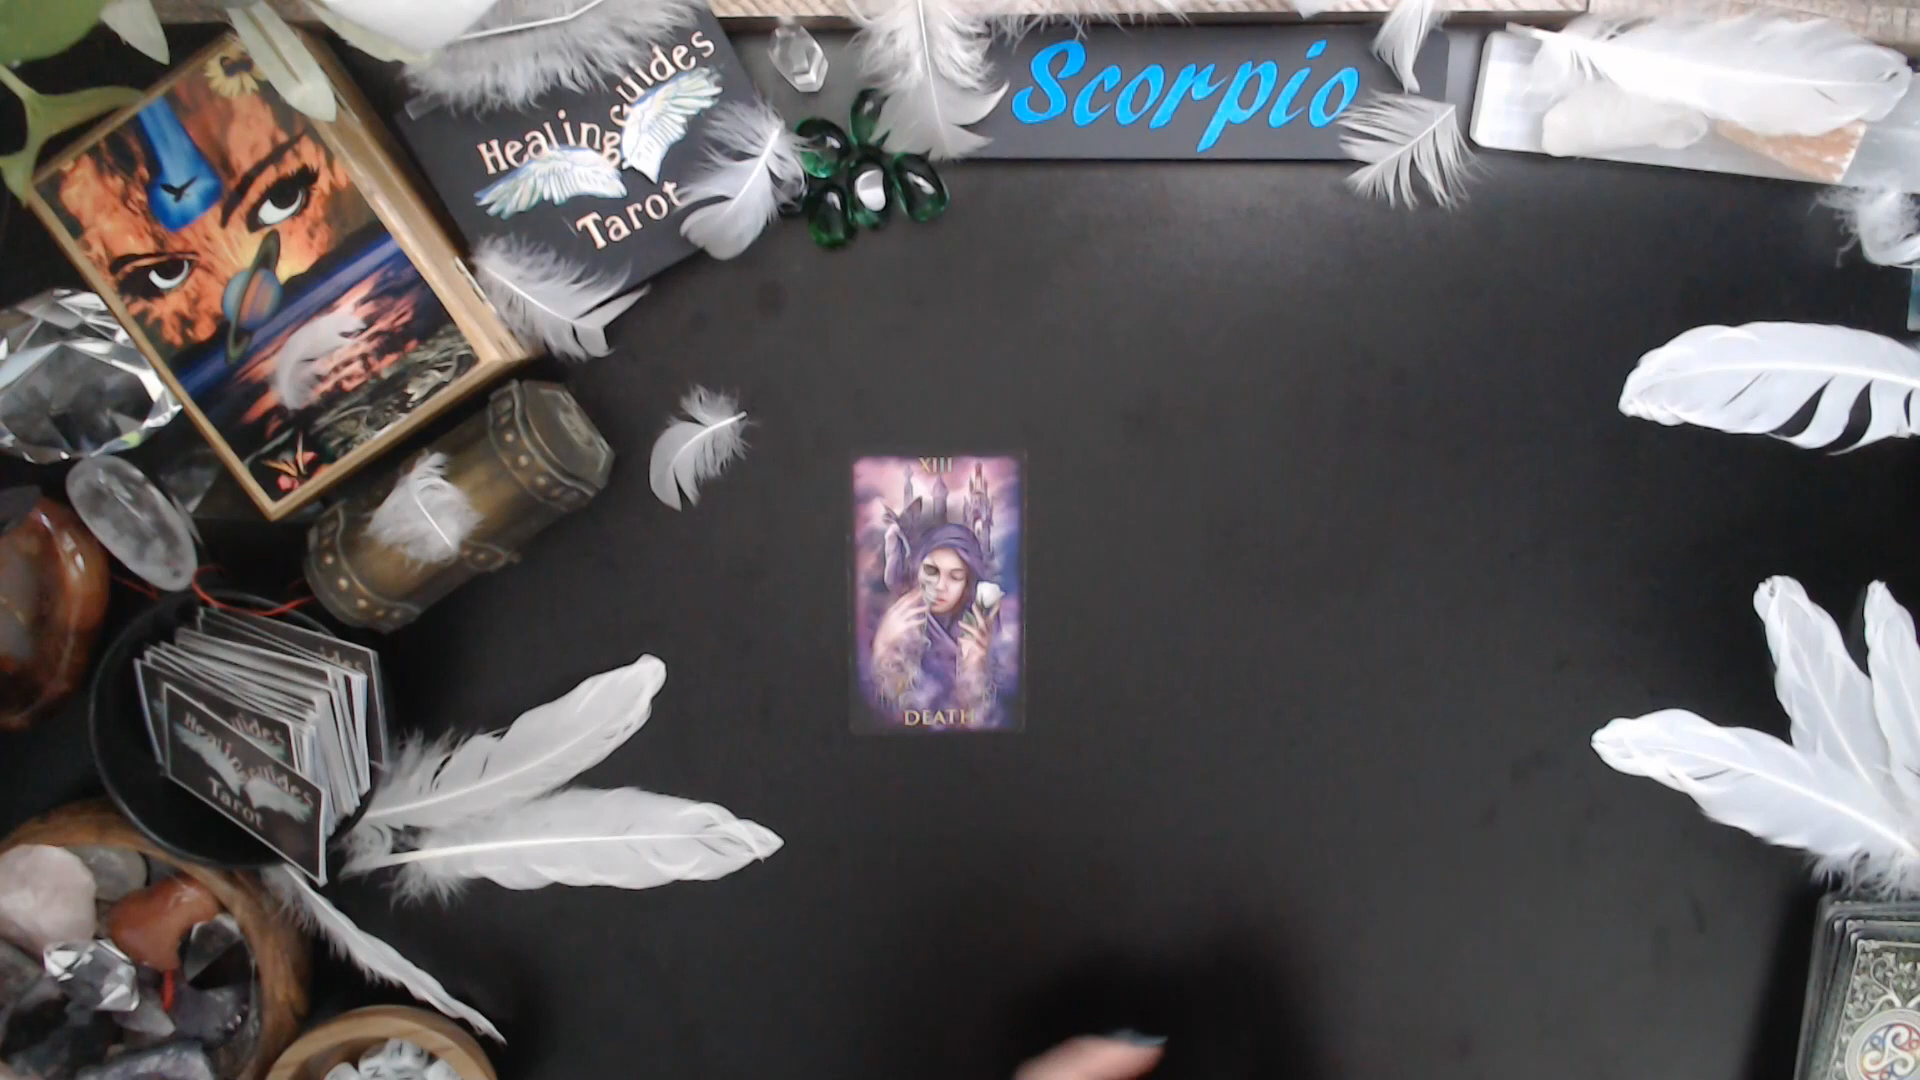 Healing Guides
Tarot
Scorpio
XIII
DEATH
Healing Guides
Tarot